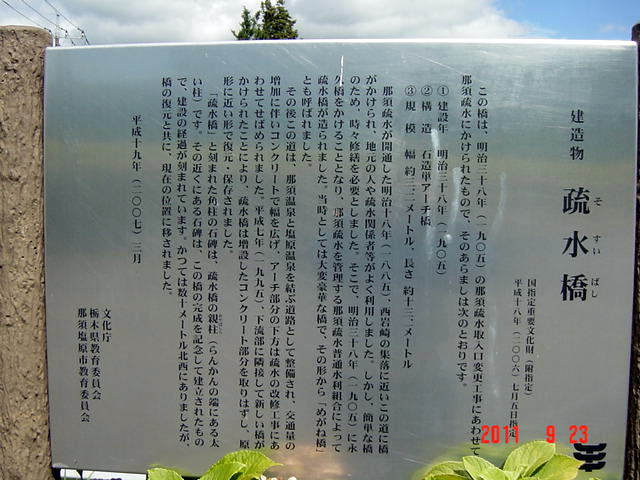 建造物 疏水橋
そ すい ばし
国指定重要文化財(附指定)
平成十八年(二〇〇六)七月五日指定
この橋は、明治三十八年(一九〇五)の那須疏水取入口変更工事にあわせて
那須疏水にかけられたもので、そのあらましは次のとおりです。
①建設年 明治三十八年(一九〇五)
②構造 石造単アーチ橋
③規模 幅 約三・三メートル、長さ 約十三・二メートル
那須疏水が開通した明治十八年(一八八五)、西岩崎の集落に近いこの道に橋
がかけられ、地元の人や疏水関係者等がよく利用しました。しかし、簡単な橋
のため、時々修繕を必要としました。そこで、明治三十八年(一九〇五)に永
久橋をかけることとなり、那須疏水を管理する那須疏水普通水利組合によって
疏水橋が造られました。当時としては大変豪華な橋で、その形から「めがね橋」
とも呼ばれました。
その後この道は、那須温泉と塩原温泉を結ぶ道路として整備され、交通量の
増加に伴いコンクリートで幅を広げ、アーチ部分の下方は疏水の改修工事にあ
わせてせばめられました。平成七年(一九九五)、下流部に隣接して新しい橋が
かけられたことにより、疏水橋は増設したコンクリート部分を取りはずし、原
形に近い形で復元・保存されました。
「疏水橋」と刻まれた角柱の石碑は、疏水橋の親柱(らんかんの端にある太
い柱)です。その近くにある石碑は、この橋の完成を記念して建立されたもの
で、建設の経過が刻まれています。かつては数十メートル北西にありましたが、
橋の復元と共に、現在の位置に移されました。
平成十九年(二〇〇七)三月
文化庁
栃木県教育委員会
那須塩原市教育委員会
2011 9 23